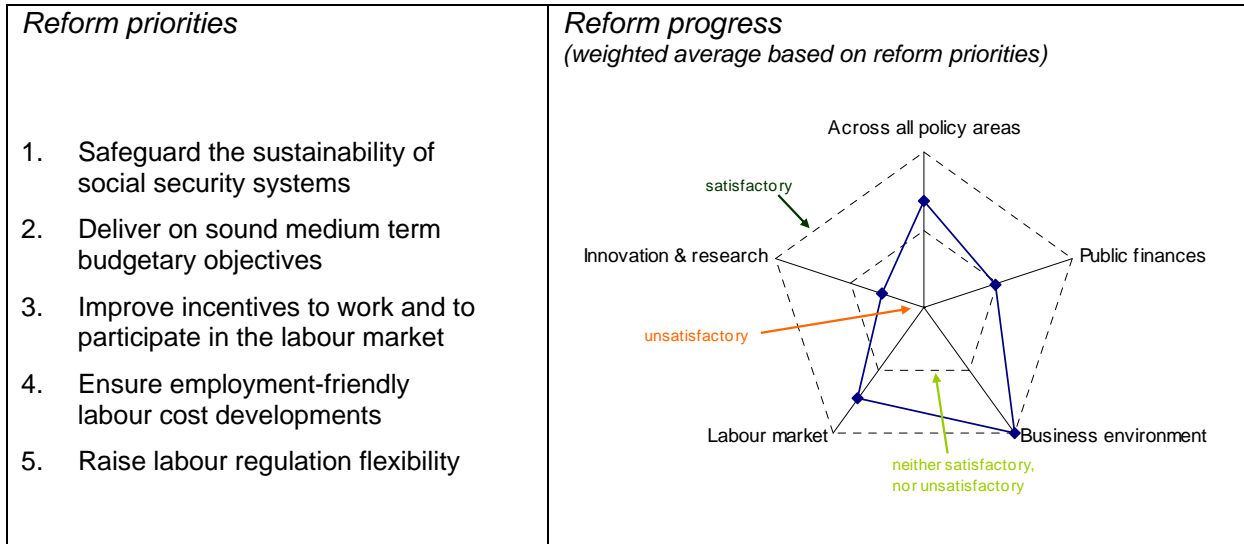 Reform priorities
1. Safeguard the sustainability of
social security systems
2. Deliver on sound medium term
budgetary objectives
3. Improve incentives to work and to
participate in the labour market
4. Ensure employment-friendly
labour cost developments
5. Raise labour regulation flexibility
Reform progress
(weighted average based on reform priorities)
Across all policy areas
satisfactory
Innovation & research
Public finances
unsatisfactory
Labour market
Business environment
neither satisfactory,
nor unsatisfactory